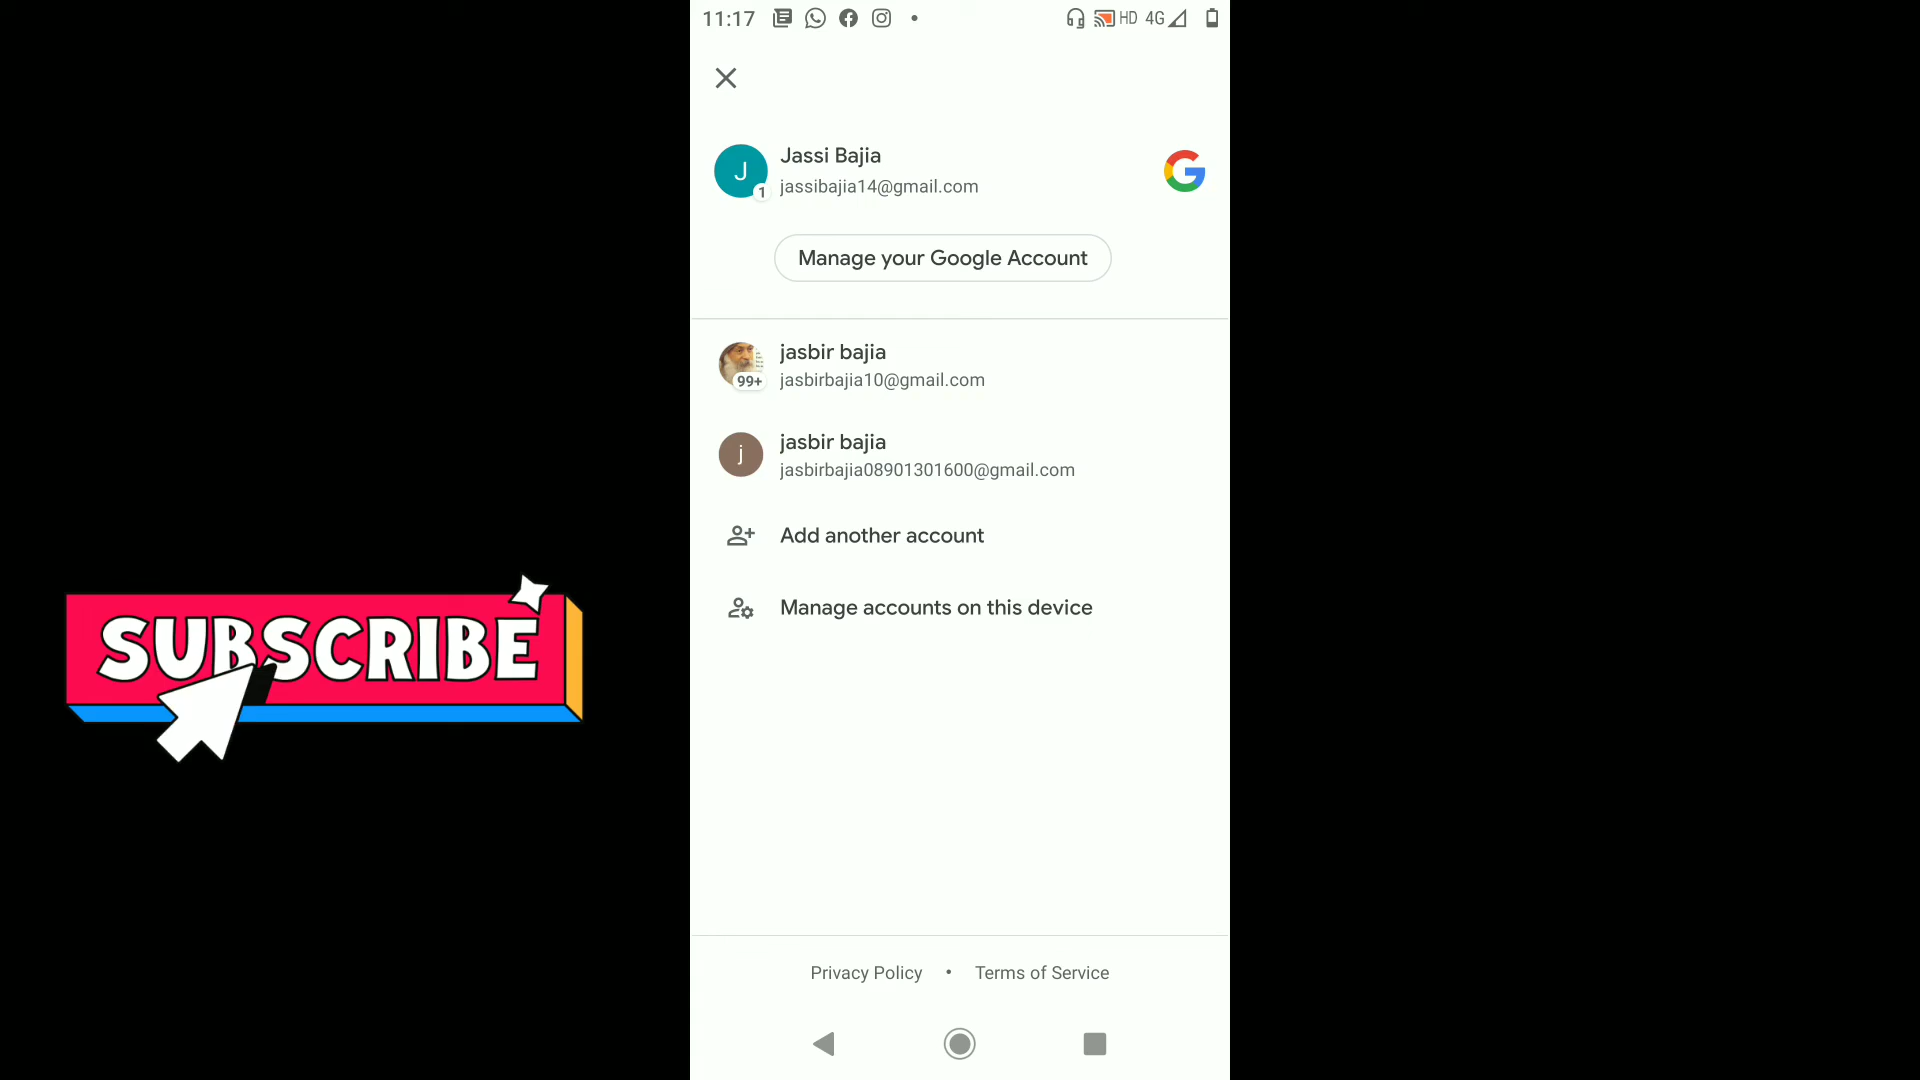 11:17 HD 4G
J 1
Jassi Bajia
jassibajia14@gmail.com
Manage your Google Account
99+
jasbir bajia
jasbirbajia10@gmail.com
j
jasbir bajia
jasbirbajia08901301600@gmail.com
Add another account
SUBSCRIBE
Manage accounts on this device
Privacy Policy • Terms of Service